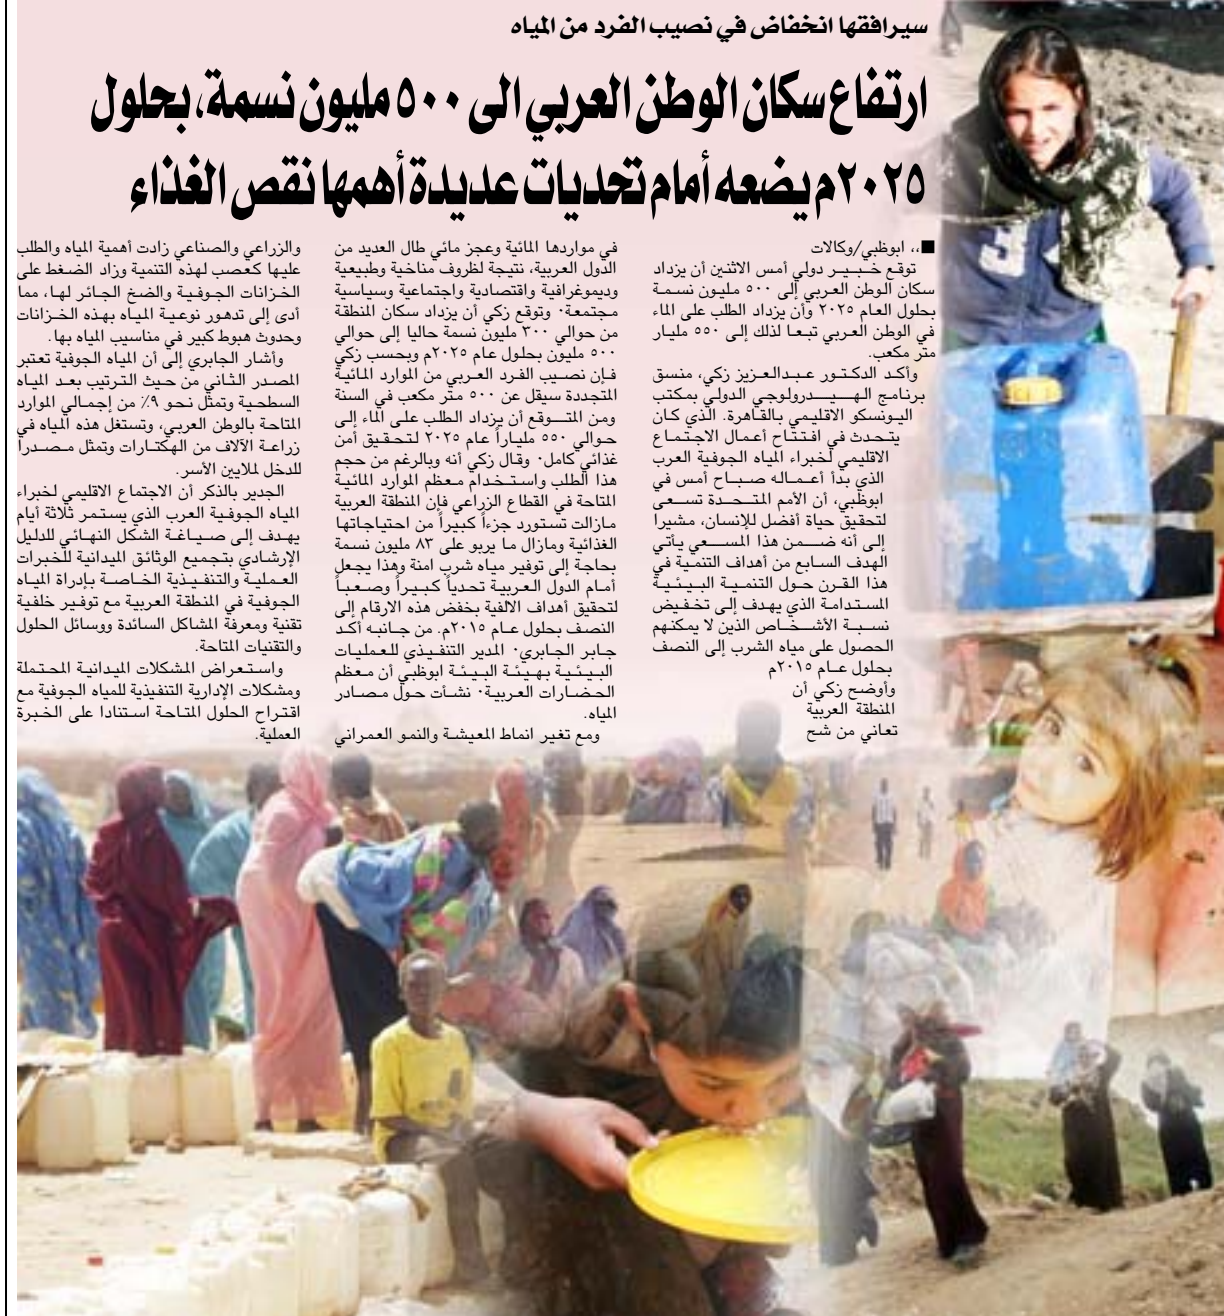 سيرافقها انخفاض في نصيب الفرد من المياه
ارتفاع سكان الوطن العربي الى ٥٠٠ مليون نسمة، بحلول
٢٠٢٥م يضعه أمام تحديات عديدة أهمها نقص الغذاء
■،، ابوظبي/وكالات
توقع خبير دولي أمس الاثنين أن يزداد
سكان الوطن العربي إلى ٥٠٠ مليون نسمة
بحلول العام ٢٠٢٥ وأن يزداد الطلب على الماء
في الوطن العربي تبعا لذلك إلى ٥٥٠ مليار
متر مكعب.
وأكد الدكتور عبدالعزيز زكي، منسق
برنامج الهيدرولوجي الدولي بمكتب
اليونسكو الاقليمي بالقاهرة. الذي كان
يتحدث في افتتاح أعمال الاجتماع
الاقليمي لخبراء المياه الجوفية العرب
الذي بدأ أعماله صباح أمس في
ابوظبي، أن الأمم المتحدة تسعى
لتحقيق حياة أفضل للإنسان، مشيرا
إلى أنه ضمن هذا المسعى يأتي
الهدف السابع من أهداف التنمية في
هذا القرن حول التنمية البيئية
المستدامة الذي يهدف إلى تخفيض
نسبة الأشخاص الذين لا يمكنهم
الحصول على مياه الشرب إلى النصف
بحلول عام ٢٠١٥م
وأوضح زكي أن
المنطقة العربية
تعاني من شح
في مواردها المائية وعجز مائي طال العديد من
الدول العربية، نتيجة لظروف مناخية وطبيعية
وديموغرافية واقتصادية واجتماعية وسياسية
مجتمعة· وتوقع زكي أن يزداد سكان المنطقة
من حوالي ٣٠٠ مليون نسمة حاليا إلى حوالي
٥٠٠ مليون بحلول عام ٢٠٢٥م وبحسب زكي
فإن نصيب الفرد العربي من الموارد المائية
المتجددة سيقل عن ٥٠٠ متر مكعب في السنة
ومن المتوقع أن يزداد الطلب على الماء إلى
حوالي ٥٥٠ ملياراً عام ٢٠٢٥ لتحقيق أمن
غذائي كامل· وقال زكي أنه وبالرغم من حجم
هذا الطلب واستخدام معظم الموارد المائية
المتاحة في القطاع الزراعي فإن المنطقة العربية
مازالت تستورد جزءاً كبيراً من احتياجاتها
الغذائية ومازال ما يربو على ٨٣ مليون نسمة
بحاجة إلى توفير مياه شرب امنة وهذا يجعل
أمام الدول العربية تحدياً كبيراً وصعباً
لتحقيق أهداف الالفية بخفض هذه الارقام إلى
النصف بحلول عام ٢٠١٥م. من جانبه أكد
جابر الجابري· المدير التنفيذي للعمليات
البيئية بهيئة البيئة ابوظبي أن معظم
الحضارات العربية· نشأت حول مصادر
المياه.
ومع تغير انماط المعيشة والنمو العمراني
والزراعي والصناعي زادت أهمية المياه والطلب
عليها كعصب لهذه التنمية وزاد الضغط على
الخزانات الجوفية والضخ الجائر لها، مما
أدى إلى تدهور نوعية المياه بهذه الخزانات
وحدوث هبوط كبير في مناسيب المياه بها.
وأشار الجابري إلى أن المياه الجوفية تعتبر
المصدر الثاني من حيث الترتيب بعد المياه
السطحية وتمثل نحو ٩٪ من إجمالي الموارد
المتاحة بالوطن العربي، وتستغل هذه المياه في
زراعة الآلاف من الهكتارات وتمثل مصدرا
للدخل لملايين الأسر.
الجدير بالذكر أن الاجتماع الاقليمي لخبراء
المياه الجوفية العرب الذي يستمر ثلاثة أيام
يهدف إلى صياغة الشكل النهائي للدليل
الإرشادي بتجميع الوثائق الميدانية للخبرات
العملية والتنفيذية الخاصة بإدراة المياه
الجوفية في المنطقة العربية مع توفير خلفية
تقنية ومعرفة المشاكل السائدة ووسائل الحلول
والتقنيات المتاحة.
واستعراض المشكلات الميدانية المحتملة
ومشكلات الإدارية التنفيذية للمياه الجوفية مع
اقتراح الحلول المتاحة استنادا على الخبرة
العملية.